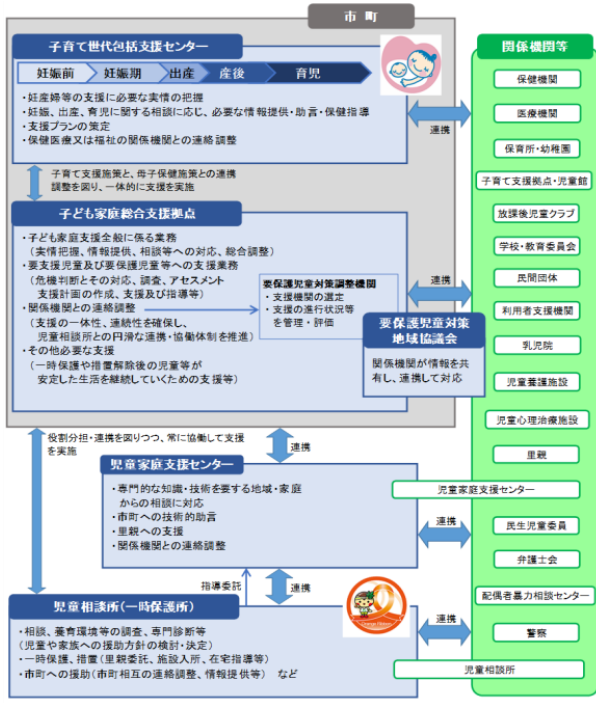 市 町
子育て世代包括支援センター
妊娠前
妊娠期
出産
産後
育児
・妊産婦等の支援に必要な実情の把握
・妊娠、出産、育児に関する相談に応じ、必要な情報提供・助言・保健指導
・支援プランの策定
・保健医療又は福祉の関係機関との連絡調整
連携
子育て支援施策と、母子保健施策との連携
調整を図り、一体的に支援を実施
子ども家庭総合支援拠点
・子ども家庭支援全般に係る業務
（実情把握、情報提供、相談等への対応、総合調整）
・要支援児童及び要保護児童等への支援業務
（危機判断とその対応、調査、アセスメント
支援計画の作成、支援及び指導等）
・関係機関との連絡調整
（支援の一体性、連続性を確保し、
児童相談所との円滑な連携・協働体制を推進）
・その他必要な支援
（一時保護や措置解除後の児童等が
安定した生活を継続していくための支援等）
要保護児童対策調整機関
・支援機関の選定
・支援の進行状況等
を管理・評価
連携
要保護児童対策
地域協議会
関係機関が情報を共
有し、連携して対応
役割分担・連携を図りつつ、常に協働して支援
を実施
連携
児童家庭支援センター
・専門的な知識・技術を要する地域・家庭
からの相談に対応
・市町への技術的助言
・里親への支援
・関係機関との連絡調整
連携
指導委託
連携
児童相談所（一時保護所）
・相談、養育環境等の調査、専門診断等
（児童や家族への援助方針の検討・決定）
・一時保護、措置（里親委託、施設入所、在宅指導等）
・市町への援助（市町相互の連絡調整、情報提供等） など
連携
関係機関等
保健機関
医療機関
保育所・幼稚園
子育て支援拠点・児童館
放課後児童クラブ
学校・教育委員会
民間団体
利用者支援機関
乳児院
児童養護施設
児童心理治療施設
里親
児童家庭支援センター
民生児童委員
弁護士会
配偶者暴力相談センター
警察
児童相談所